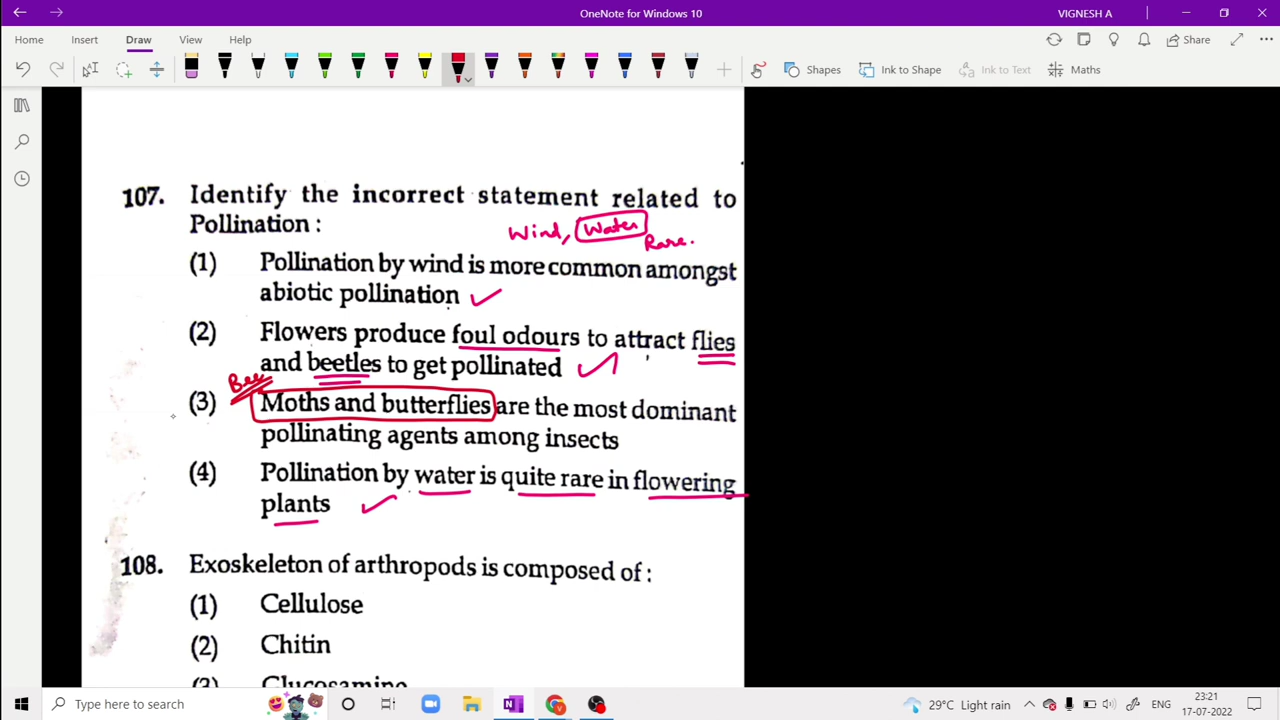 OneNote for Windows 10
VIGNESH A
Home
Insert
Draw
View
Help
Share
Shapes
Ink to Shape
Ink to Text
Maths
107. Identify the incorrect statement related to
Pollination :
Wind, Water
Rare.
(1) Pollination by wind is more common amongst
abiotic pollination
(2) Flowers produce foul odours to attract flies
and beetles to get pollinated
Bee
(3) Moths and butterflies are the most dominant
pollinating agents among insects
(4) Pollination by water is quite rare in flowering
plants
108. Exoskeleton of arthropods is composed of :
(1) Cellulose
(2) Chitin
(3) Glucosamine
Type here to search
29°C Light rain
ENG
23:21
17-07-2022